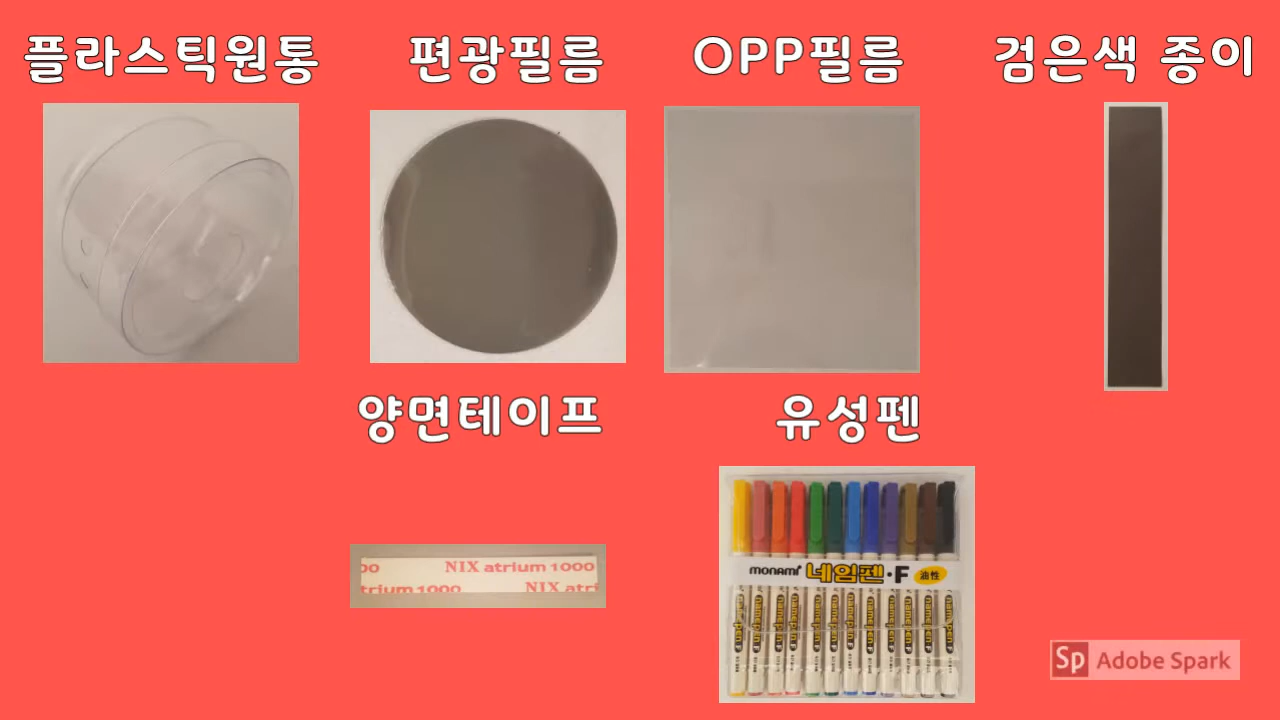 플라스틱원통
편광필름
OPP필름
검은색 종이
양면테이프
유성펜
NIX atrium 1000
trium 1000
NIX atri
monami 네임펜·F 油性
Sp Adobe Spark